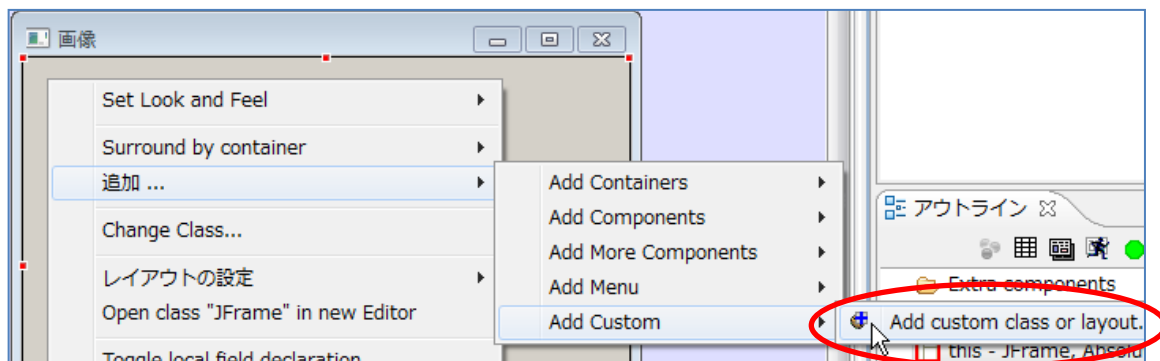 画像
Set Look and Feel
Surround by container
追加 ...
Change Class...
レイアウトの設定
Open class "JFrame" in new Editor
Toggle local field declaration
Add Containers
Add Components
Add More Components
Add Menu
Add Custom
アウトライン
Extra components
Add custom class or layout.
this - JFrame, Absolu